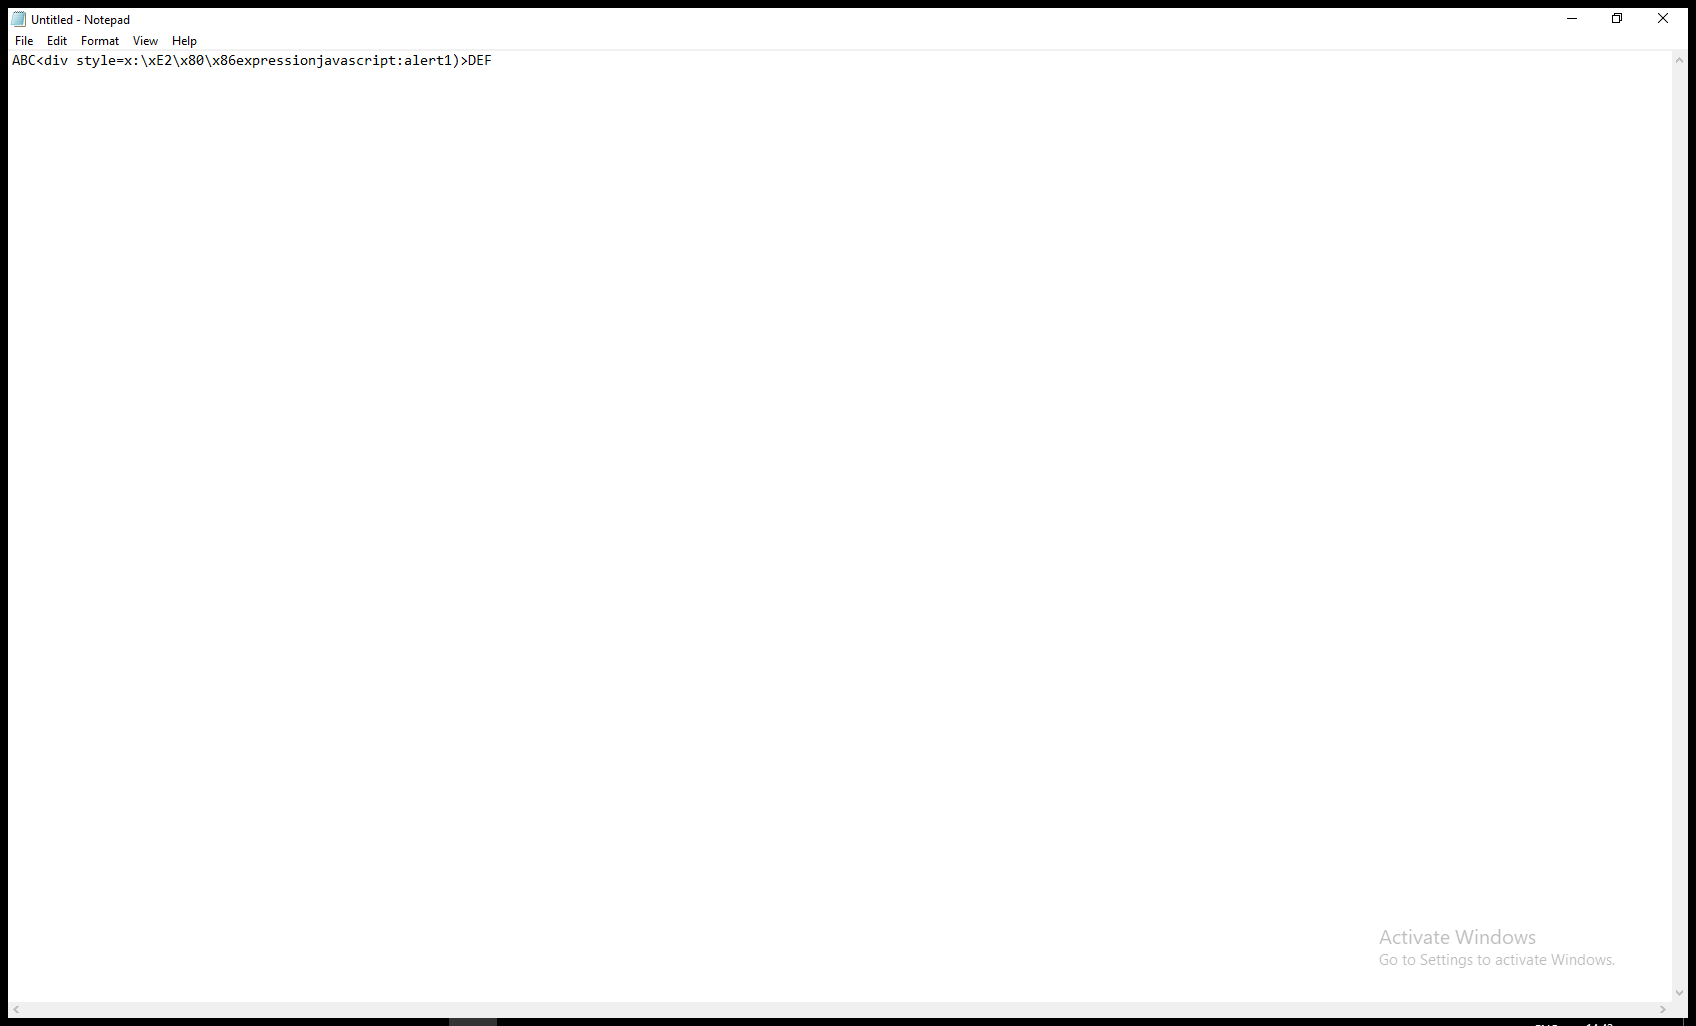 Untitled - Notepad
File Edit Format View Help
ABC<div style=x:\xE2\x80\x86expressionjavascript:alert1)>DEF
Activate Windows
Go to Settings to activate Windows.